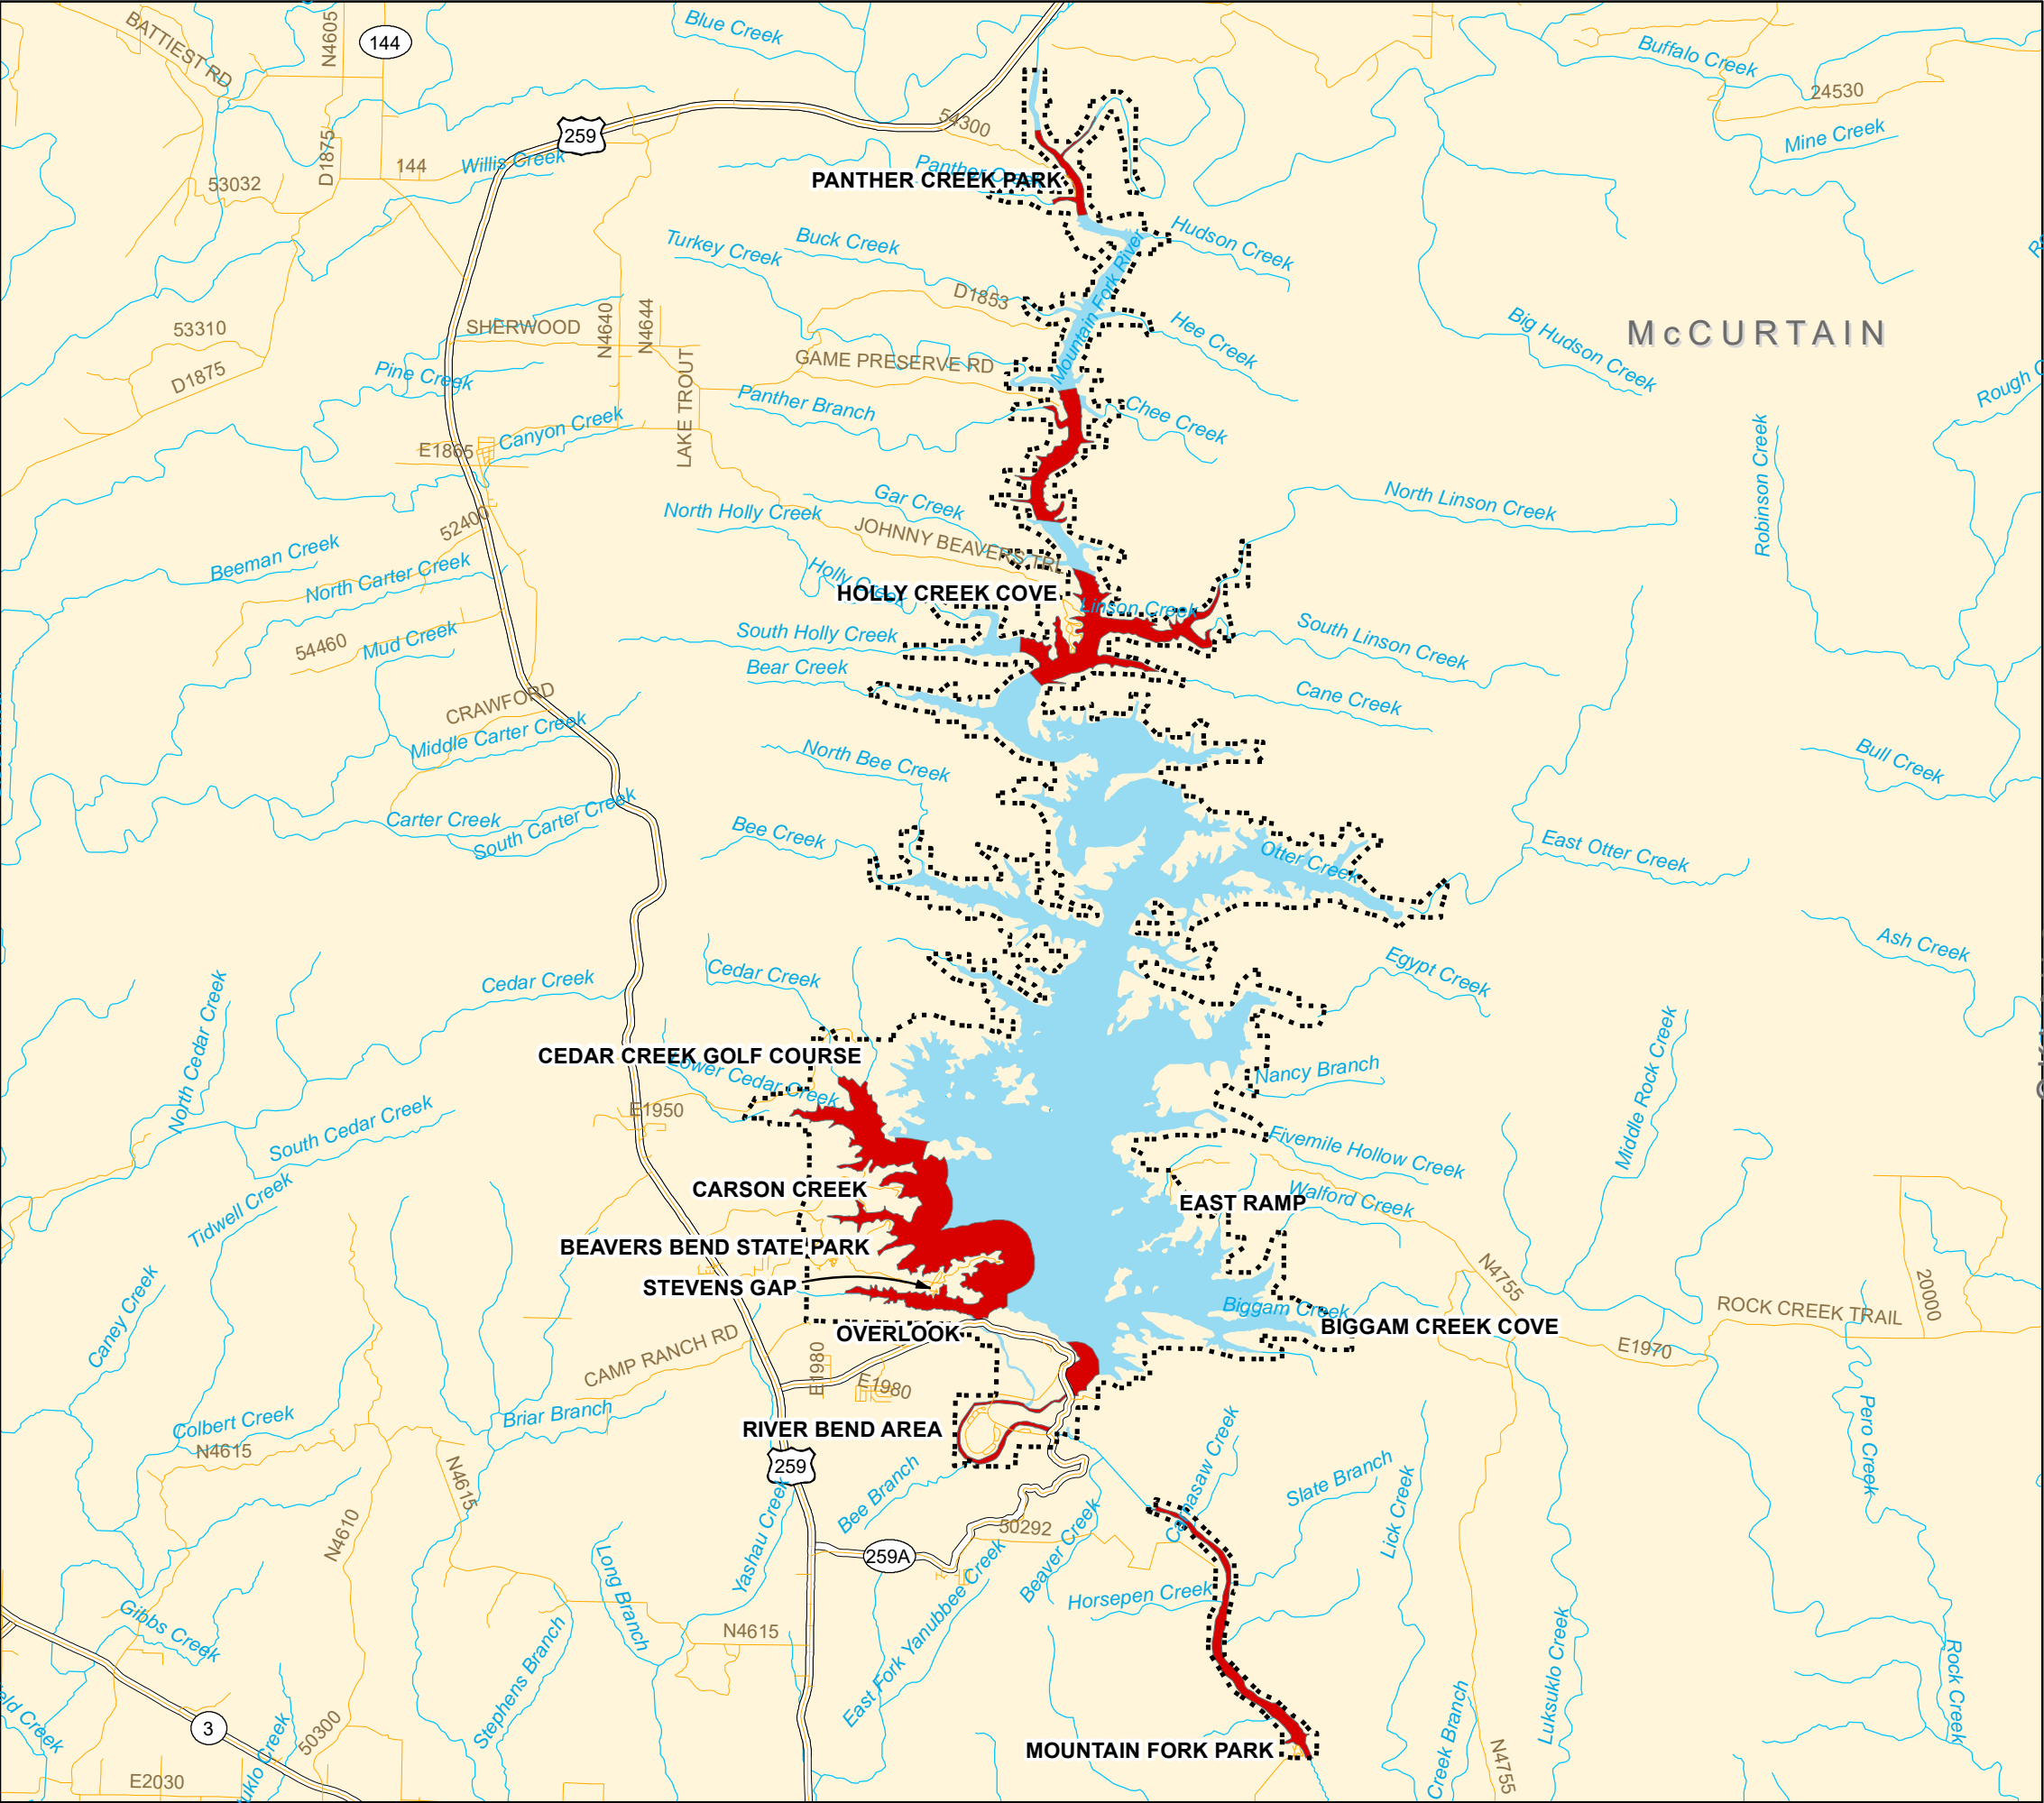 BATTIEST RD
N4605
144
Blue Creek
Buffalo Creek
24530
Mine Creek
259
54300
D1875
144
Willis Creek
53032
Panther Creek
PANTHER CREEK PARK
Hudson Creek
Buck Creek
Turkey Creek
Mountain Fork River
D1853
53310
SHERWOOD
N4640
N4644
Hee Creek
Big Hudson Creek
McCURTAIN
D1875
Pine Creek
LAKE TROUT
GAME PRESERVE RD
Panther Branch
Chee Creek
Rough
Canyon Creek
E1865
Robinson Creek
52400
Gar Creek
North Holly Creek
JOHNNY BEAVERS TRL
North Linson Creek
Beeman Creek
North Carter Creek
Holly Creek
HOLLY CREEK COVE
Linson Creek
54460
Mud Creek
South Holly Creek
South Linson Creek
Bear Creek
CRAWFORD
Cane Creek
Middle Carter Creek
North Bee Creek
Bull Creek
Carter Creek
South Carter Creek
Bee Creek
Otter Creek
East Otter Creek
Ash Creek
North Cedar Creek
Cedar Creek
Cedar Creek
Egypt Creek
Middle Rock Creek
CEDAR CREEK GOLF COURSE
Lower Cedar Creek
Nancy Branch
South Cedar Creek
E1950
Fivemile Hollow Creek
Tidwell Creek
CARSON CREEK
EAST RAMP
Walford Creek
BEAVERS BEND STATE PARK
STEVENS GAP
N4755
20000
Caney Creek
Biggam Creek
BIGGAM CREEK COVE
ROCK CREEK TRAIL
OVERLOOK
CAMP RANCH RD
E1980
E1980
E1970
Colbert Creek
Briar Branch
N4615
RIVER BEND AREA
Pero Creek
259
N4615
Bee Branch
Slate Branch
Lick Creek
N4610
Yashau Creek
50292
Beaver Creek
259A
Long Branch
Horsepen Creek
Gibbs Creek
N4615
East Fork Yanubbee Creek
Stephens Branch
Luksuklo Creek
Rock Creek
3
50300
Creek Branch
MOUNTAIN FORK PARK
N4755
E2030